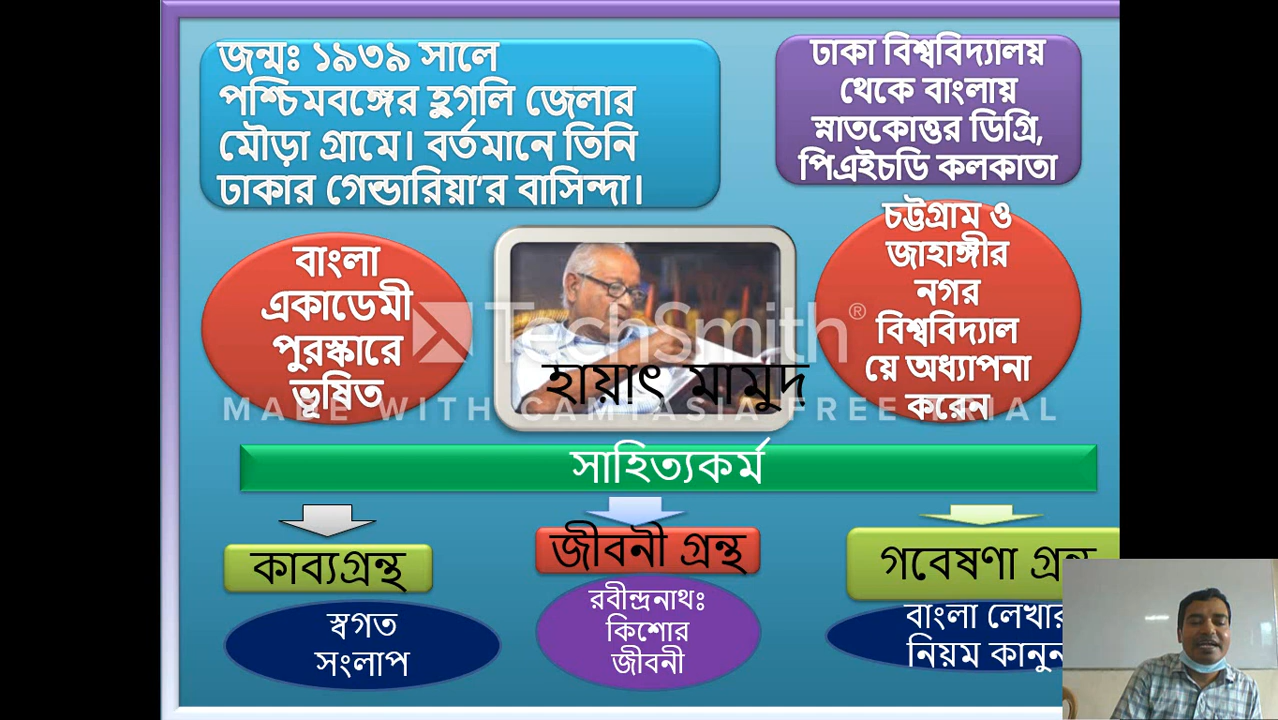 জন্মঃ ১৯৩৯ সালে
পশ্চিমবঙ্গের হুগলি জেলার
মৌড়া গ্রামে। বর্তমানে তিনি
ঢাকার গেন্ডারিয়া'র বাসিন্দা।
ঢাকা বিশ্ববিদ্যালয়
থেকে বাংলায়
স্নাতকোত্তর ডিগ্রি,
পিএইচডি কলকাতা
বাংলা
একাডেমী
পুরস্কারে
ভূষিত
চট্টগ্রাম ও
জাহাঙ্গীর
নগর
বিশ্ববিদ্যাল
য়ে অধ্যাপনা
করেন
TechSmith®
হায়াৎ মামুদ
MADE WITH CAMTASIA FREE TRIAL
সাহিত্যকর্ম
কাব্যগ্রন্থ
স্বগত
সংলাপ
জীবনী গ্রন্থ
রবীন্দ্রনাথঃ
কিশোর
জীবনী
গবেষণা গ্রন্থ
বাংলা লেখার
নিয়ম কানুন